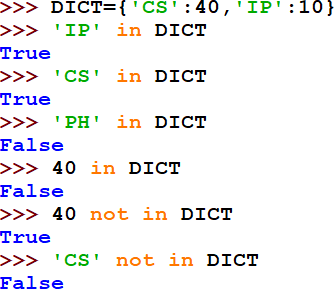 >>> DICT={'CS':40,'IP':10}
>>> 'IP' in DICT
True
>>> 'CS' in DICT
True
>>> 'PH' in DICT
False
>>> 40 in DICT
False
>>> 40 not in DICT
True
>>> 'CS' not in DICT
False